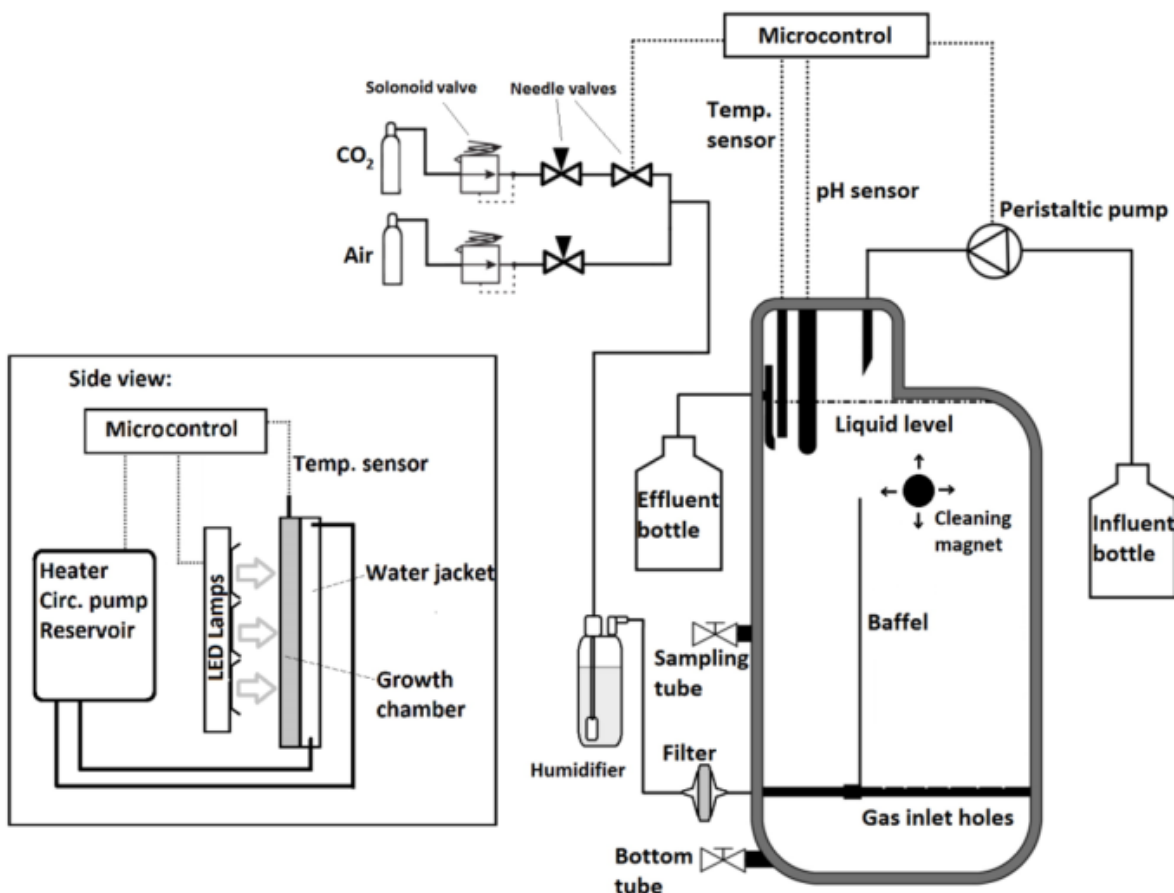 Microcontrol
Solonoid valve
Needle valves
Temp.
sensor
CO₂
pH sensor
Peristaltic pump
Air
Side view:
Microcontrol
Temp. sensor
Liquid level
Effluent
bottle
Cleaning
magnet
Influent
bottle
Heater
Circ. pump
Reservoir
LED Lamps
Water jacket
Growth
chamber
Baffel
Sampling
tube
Filter
Humidifier
Gas inlet holes
Bottom
tube